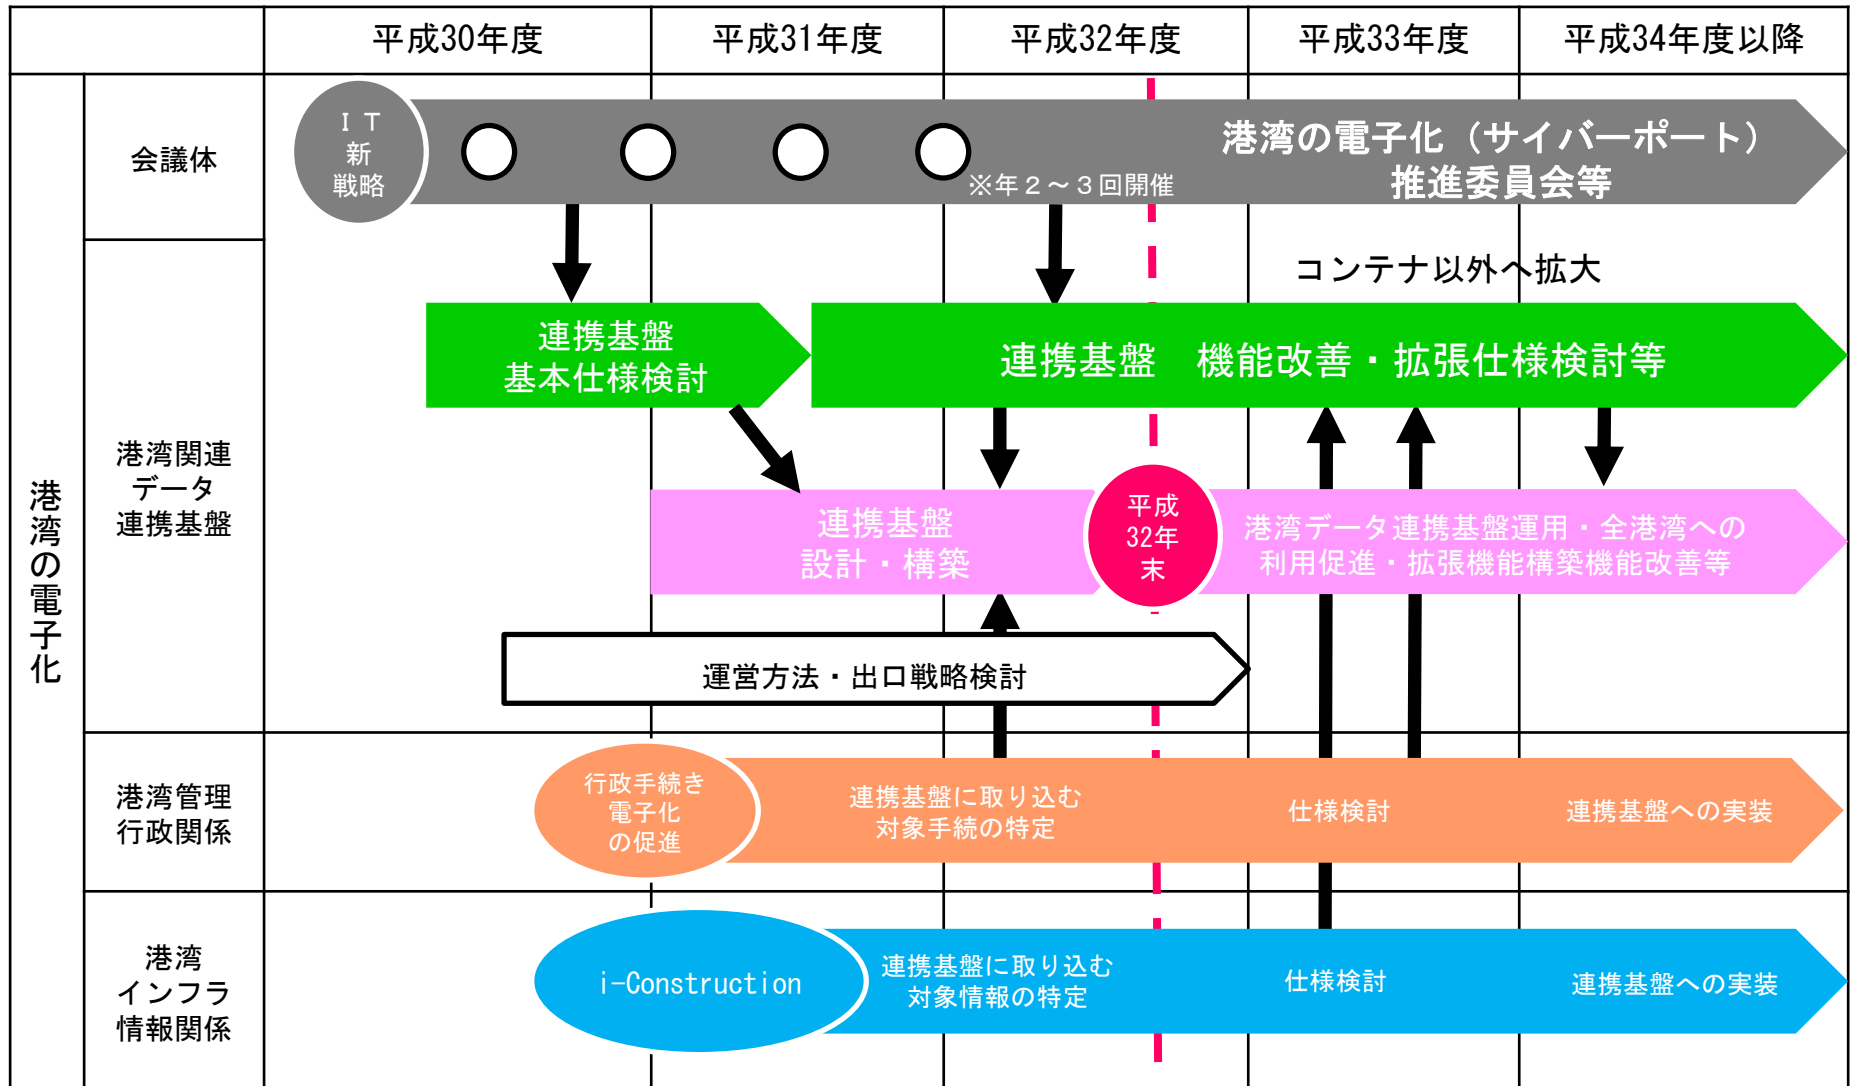 平成30年度
平成31年度
平成32年度
平成33年度
平成34年度以降
港湾の電子化
会議体
ＩＴ
新
戦略
※年２～３回開催
港湾の電子化（サイバーポート）
推進委員会等
港湾関連
データ
連携基盤
コンテナ以外へ拡大
連携基盤
基本仕様検討
連携基盤　機能改善・拡張仕様検討等
連携基盤
設計・構築
平成
32年
末
港湾データ連携基盤運用・全港湾への
利用促進・拡張機能構築機能改善等
運営方法・出口戦略検討
港湾管理
行政関係
行政手続き
電子化
の促進
連携基盤に取り込む
対象手続の特定
仕様検討
連携基盤への実装
港湾
インフラ
情報関係
i-Construction
連携基盤に取り込む
対象情報の特定
仕様検討
連携基盤への実装